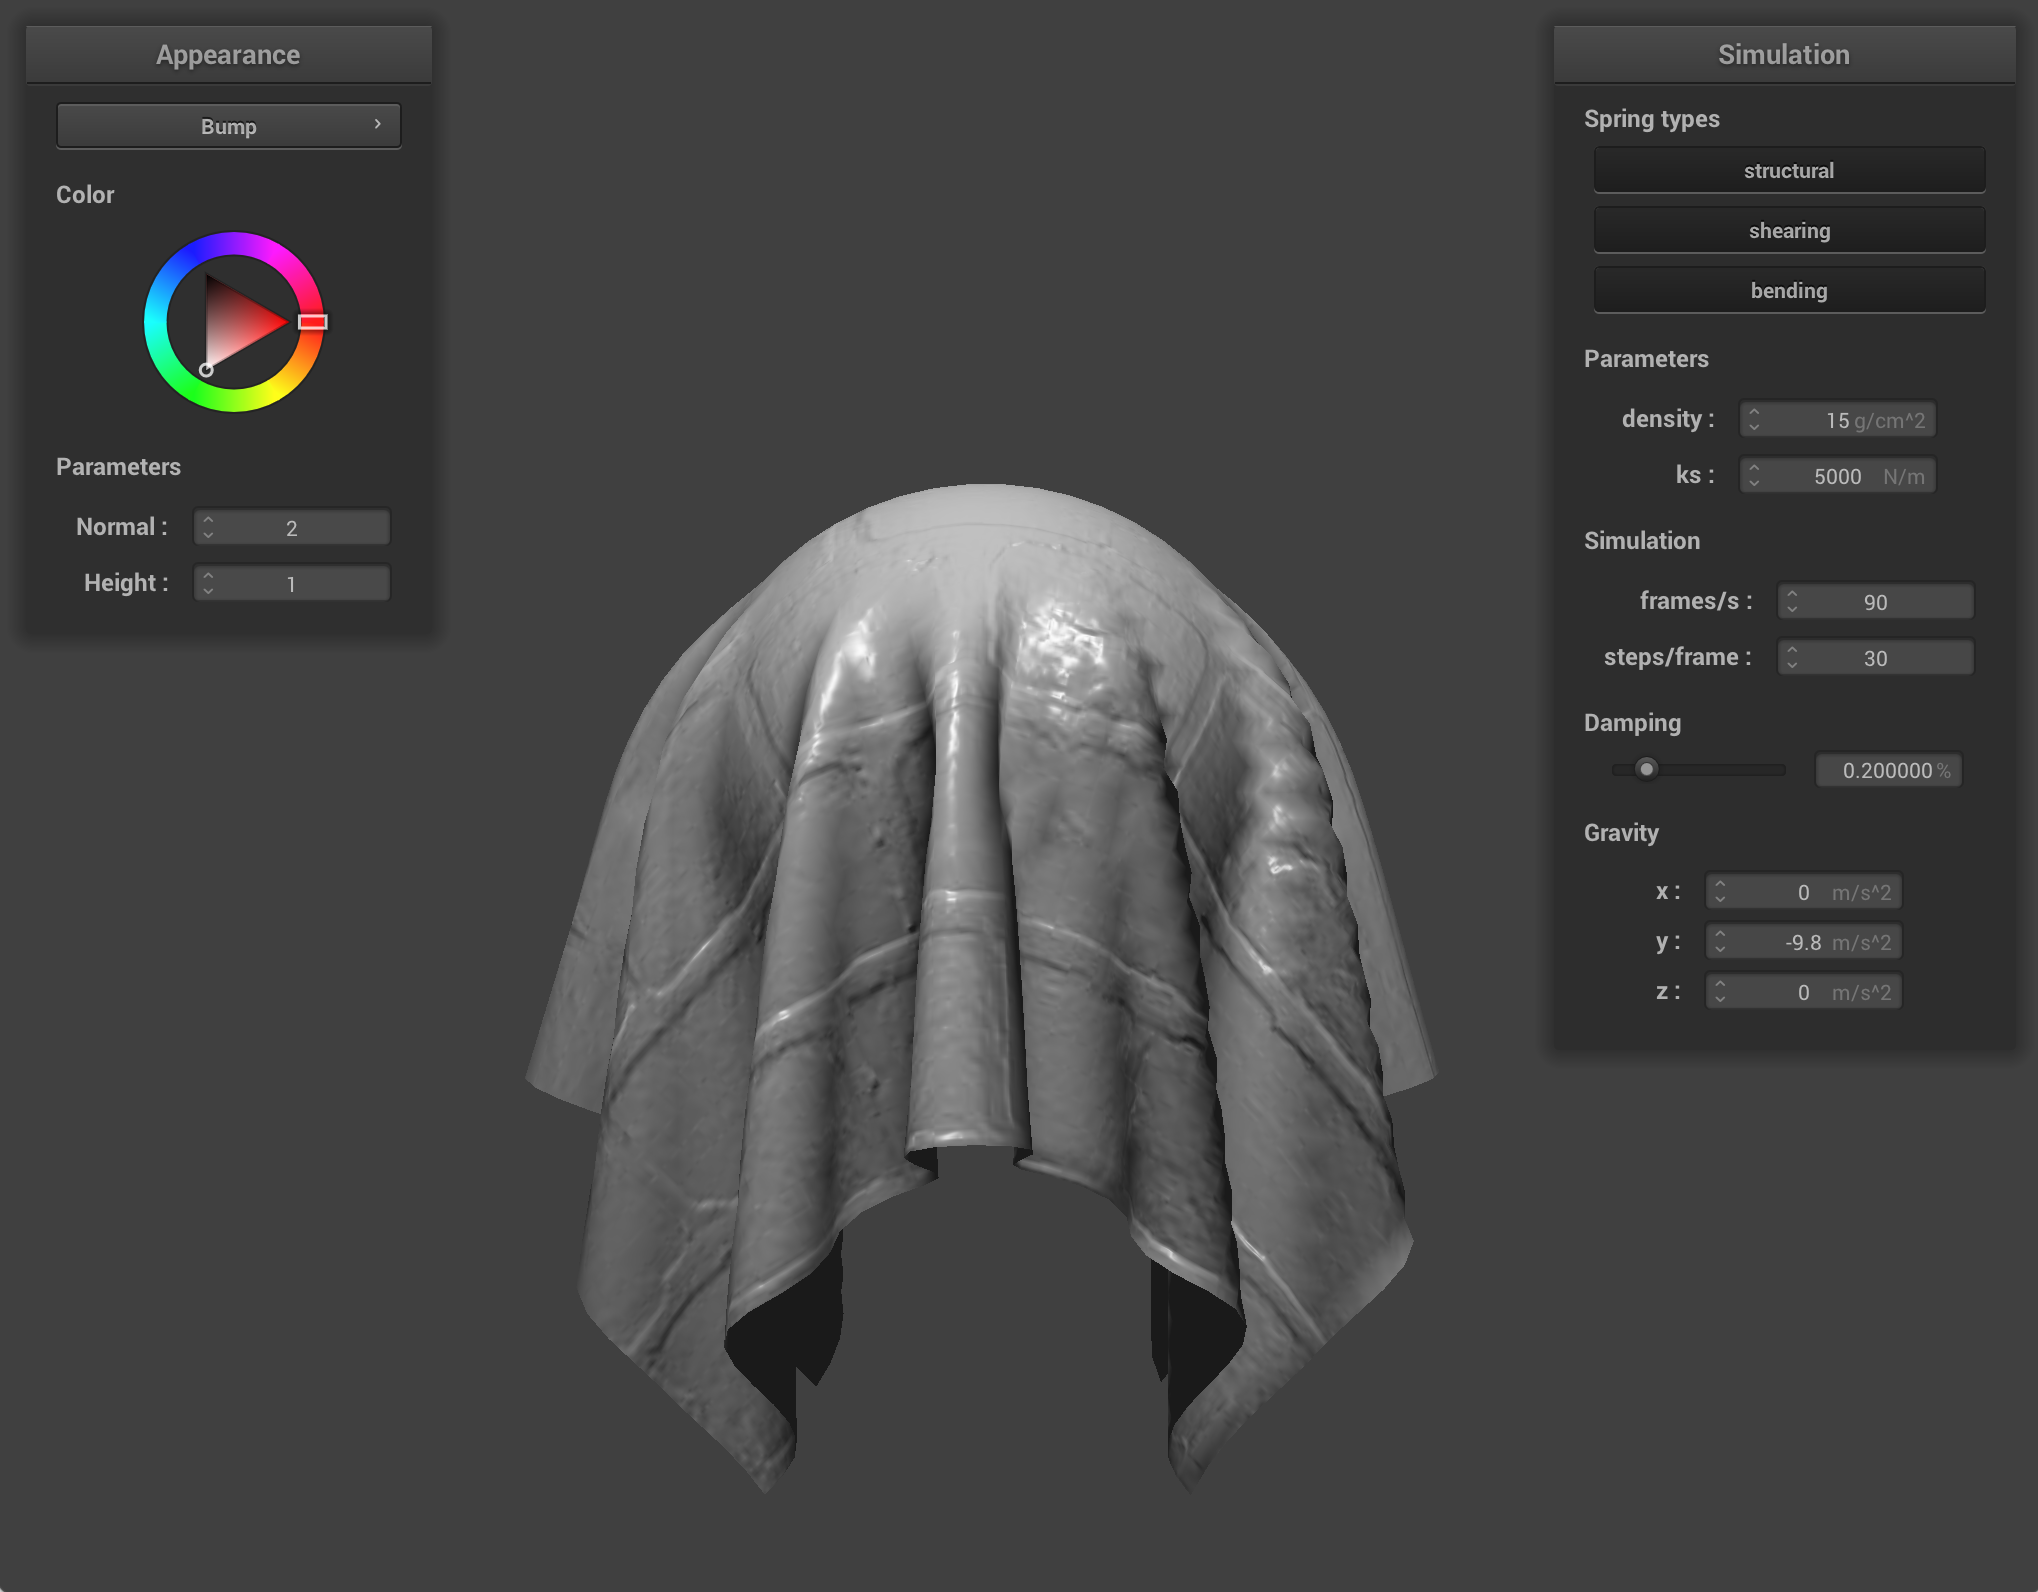 Appearance
Bump
Color
Parameters
Normal : 2
Height : 1
Simulation
Spring types
structural
shearing
bending
Parameters
density : 15 g/cm^2
ks : 5000 N/m
Simulation
frames/s : 90
steps/frame : 30
Damping
0.200000 %
Gravity
x : 0 m/s^2
y : -9.8 m/s^2
z : 0 m/s^2